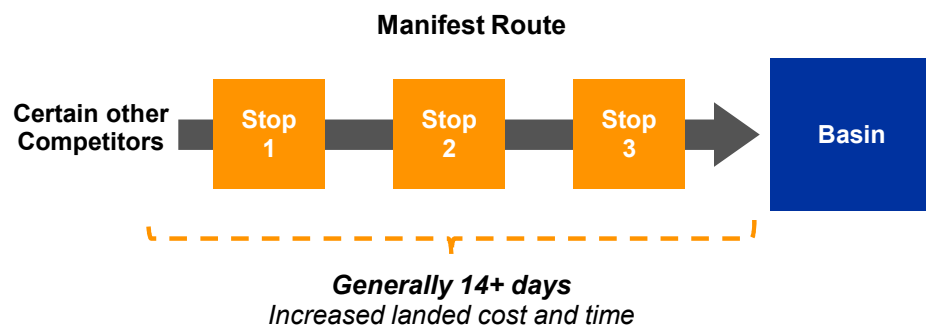 Manifest Route
Certain other
Competitors
Stop
1
Stop
2
Stop
3
Basin
Generally 14+ days
Increased landed cost and time